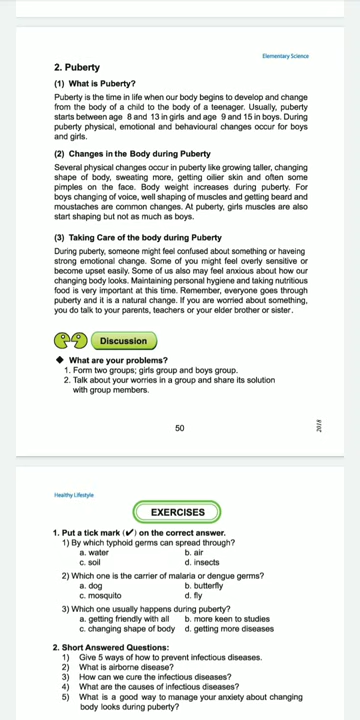 Elementary Science
2. Puberty
(1) What is Puberty?
Puberty is the time in life when our body begins to develop and change
from the body of a child to the body of a teenager. Usually, puberty
starts between age 8 and 13 in girls and age 9 and 15 in boys. During
puberty physical, emotional and behavioural changes occur for boys
and girls.
(2) Changes in the Body during Puberty
Several physical changes occur in puberty like growing taller, changing
shape of body, sweating more, getting oilier skin and often some
pimples on the face. Body weight increases during puberty. For
boys changing of voice, well shaping of muscles and getting beard and
moustaches are common changes. At puberty, girls muscles are also
start shaping but not as much as boys.
(3) Taking Care of the body during Puberty
During puberty, someone might feel confused about something or haveing
strong emotional change. Some of you might feel overly sensitive or
become upset easily. Some of us also may feel anxious about how our
changing body looks. Maintaining personal hygiene and taking nutritious
food is very important at this time. Remember, everyone goes through
puberty and it is a natural change. If you are worried about something,
you do talk to your parents, teachers or your elder brother or sister.
Discussion
◆ What are your problems?
1. Form two groups; girls group and boys group.
2. Talk about your worries in a group and share its solution
with group members.
50
2018
Healthy Lifestyle
EXERCISES
1. Put a tick mark (✔) on the correct answer.
1) By which typhoid germs can spread through?
a. water b. air
c. soil d. insects
2) Which one is the carrier of malaria or dengue germs?
a. dog b. butterfly
c. mosquito d. fly
3) Which one usually happens during puberty?
a. getting friendly with all b. more keen to studies
c. changing shape of body d. getting more diseases
2. Short Answered Questions:
1) Give 5 ways of how to prevent infectious diseases.
2) What is airborne disease?
3) How can we cure the infectious diseases?
4) What are the causes of infectious diseases?
5) What is a good way to manage your anxiety about changing
body looks during puberty?